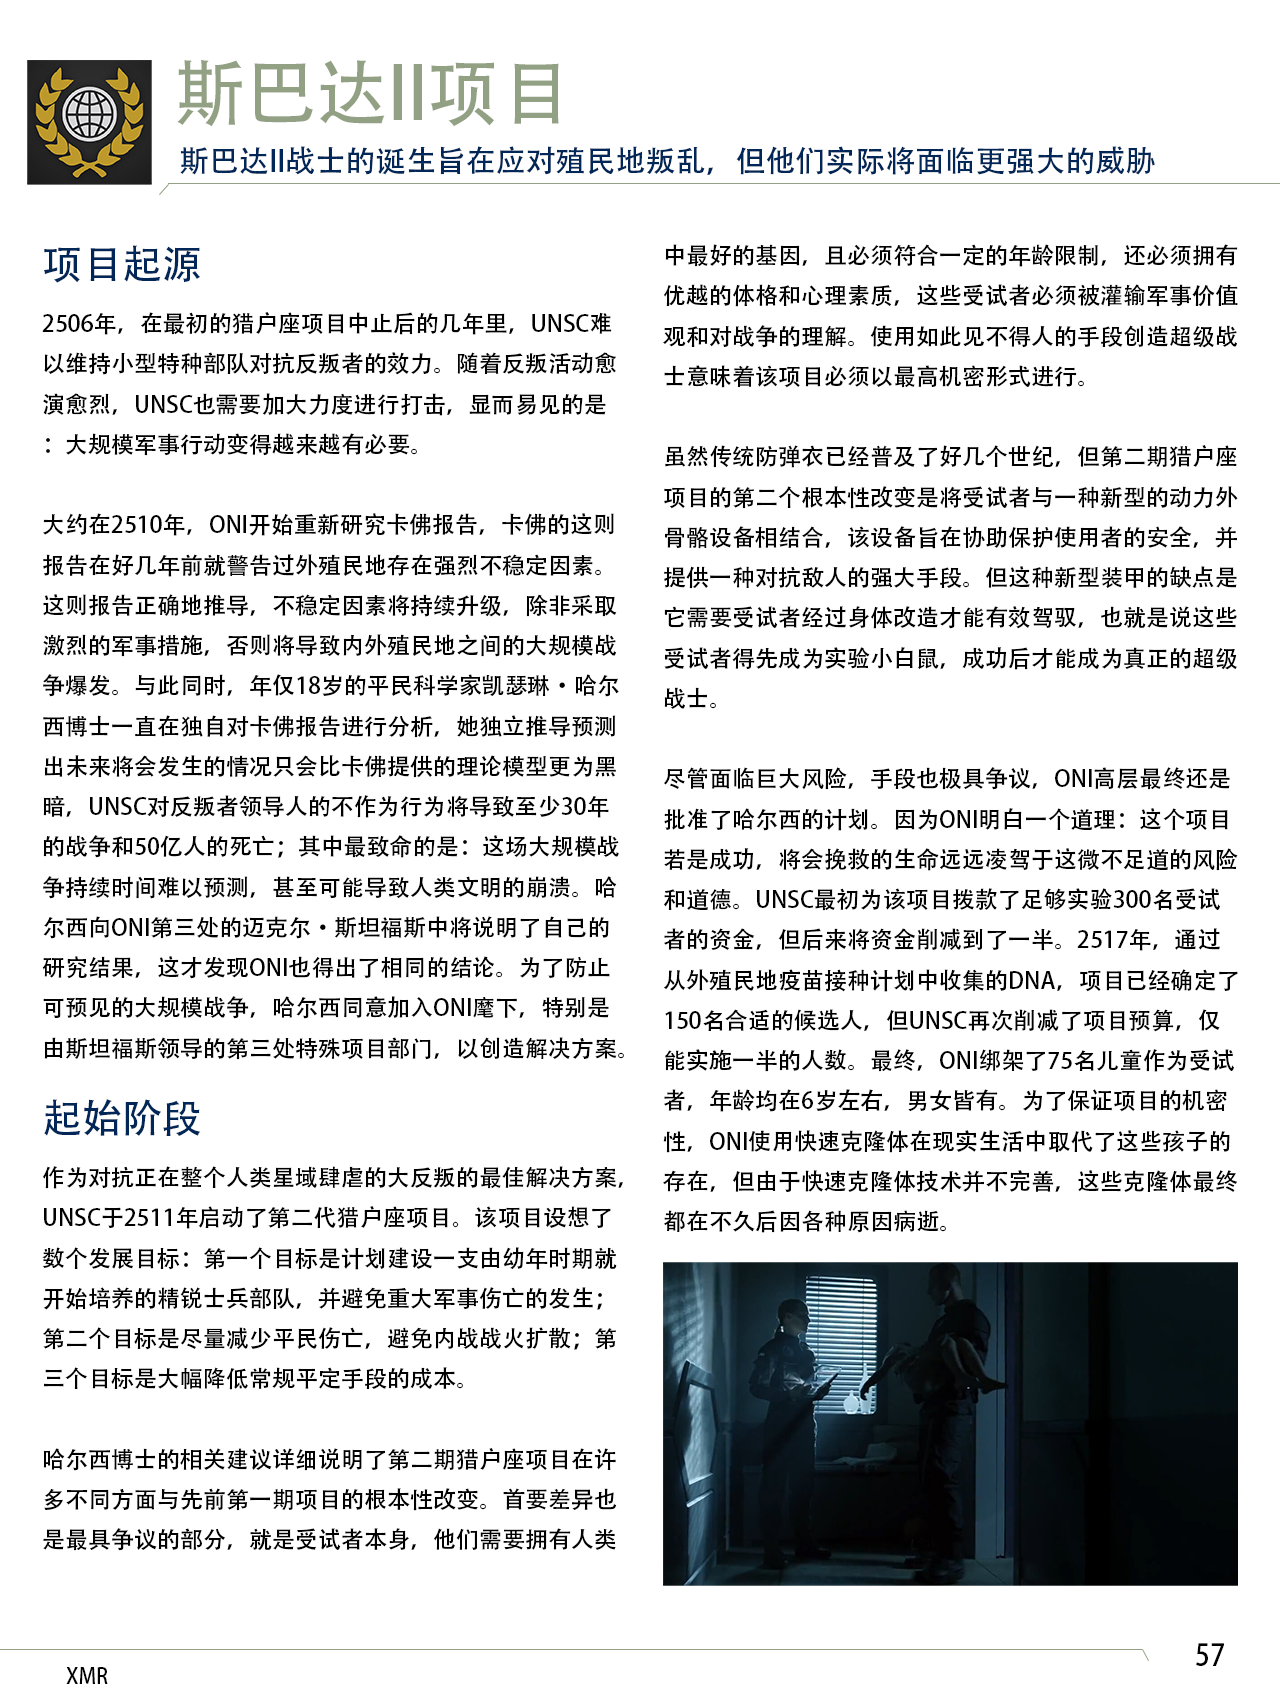 斯巴达II项目
斯巴达II战士的诞生旨在应对殖民地叛乱，但他们实际将面临更强大的威胁
项目起源
2506年，在最初的猎户座项目中止后的几年里，UNSC难
以维持小型特种部队对抗反叛者的效力。随着反叛活动愈
演愈烈，UNSC也需要加大力度进行打击，显而易见的是
：大规模军事行动变得越来越有必要。
大约在2510年，ONI开始重新研究卡佛报告，卡佛的这则
报告在好几年前就警告过外殖民地存在强烈不稳定因素。
这则报告正确地推导，不稳定因素将持续升级，除非采取
激烈的军事措施，否则将导致内外殖民地之间的大规模战
争爆发。与此同时，年仅18岁的平民科学家凯瑟琳·哈尔
西博士一直在独自对卡佛报告进行分析，她独立推导预测
出未来将会发生的情况只会比卡佛提供的理论模型更为黑
暗，UNSC对反叛者领导人的不作为行为将导致至少30年
的战争和50亿人的死亡；其中最致命的是：这场大规模战
争持续时间难以预测，甚至可能导致人类文明的崩溃。哈
尔西向ONI第三处的迈克尔·斯坦福斯中将说明了自己的
研究结果，这才发现ONI也得出了相同的结论。为了防止
可预见的大规模战争，哈尔西同意加入ONI麾下，特别是
由斯坦福斯领导的第三处特殊项目部门，以创造解决方案。
起始阶段
作为对抗正在整个人类星域肆虐的大反叛的最佳解决方案，
UNSC于2511年启动了第二代猎户座项目。该项目设想了
数个发展目标：第一个目标是计划建设一支由幼年时期就
开始培养的精锐士兵部队，并避免重大军事伤亡的发生；
第二个目标是尽量减少平民伤亡，避免内战战火扩散；第
三个目标是大幅降低常规平定手段的成本。
哈尔西博士的相关建议详细说明了第二期猎户座项目在许
多不同方面与先前第一期项目的根本性改变。首要差异也
是最具争议的部分，就是受试者本身，他们需要拥有人类
中最好的基因，且必须符合一定的年龄限制，还必须拥有
优越的体格和心理素质，这些受试者必须被灌输军事价值
观和对战争的理解。使用如此见不得人的手段创造超级战
士意味着该项目必须以最高机密形式进行。
虽然传统防弹衣已经普及了好几个世纪，但第二期猎户座
项目的第二个根本性改变是将受试者与一种新型的动力外
骨骼设备相结合，该设备旨在协助保护使用者的安全，并
提供一种对抗敌人的强大手段。但这种新型装甲的缺点是
它需要受试者经过身体改造才能有效驾驭，也就是说这些
受试者得先成为实验小白鼠，成功后才能成为真正的超级
战士。
尽管面临巨大风险，手段也极具争议，ONI高层最终还是
批准了哈尔西的计划。因为ONI明白一个道理：这个项目
若是成功，将会挽救的生命远远凌驾于这微不足道的风险
和道德。UNSC最初为该项目拨款了足够实验300名受试
者的资金，但后来将资金削减到了一半。2517年，通过
从外殖民地疫苗接种计划中收集的DNA，项目已经确定了
150名合适的候选人，但UNSC再次削减了项目预算，仅
能实施一半的人数。最终，ONI绑架了75名儿童作为受试
者，年龄均在6岁左右，男女皆有。为了保证项目的机密
性，ONI使用快速克隆体在现实生活中取代了这些孩子的
存在，但由于快速克隆体技术并不完善，这些克隆体最终
都在不久后因各种原因病逝。
57
XMR